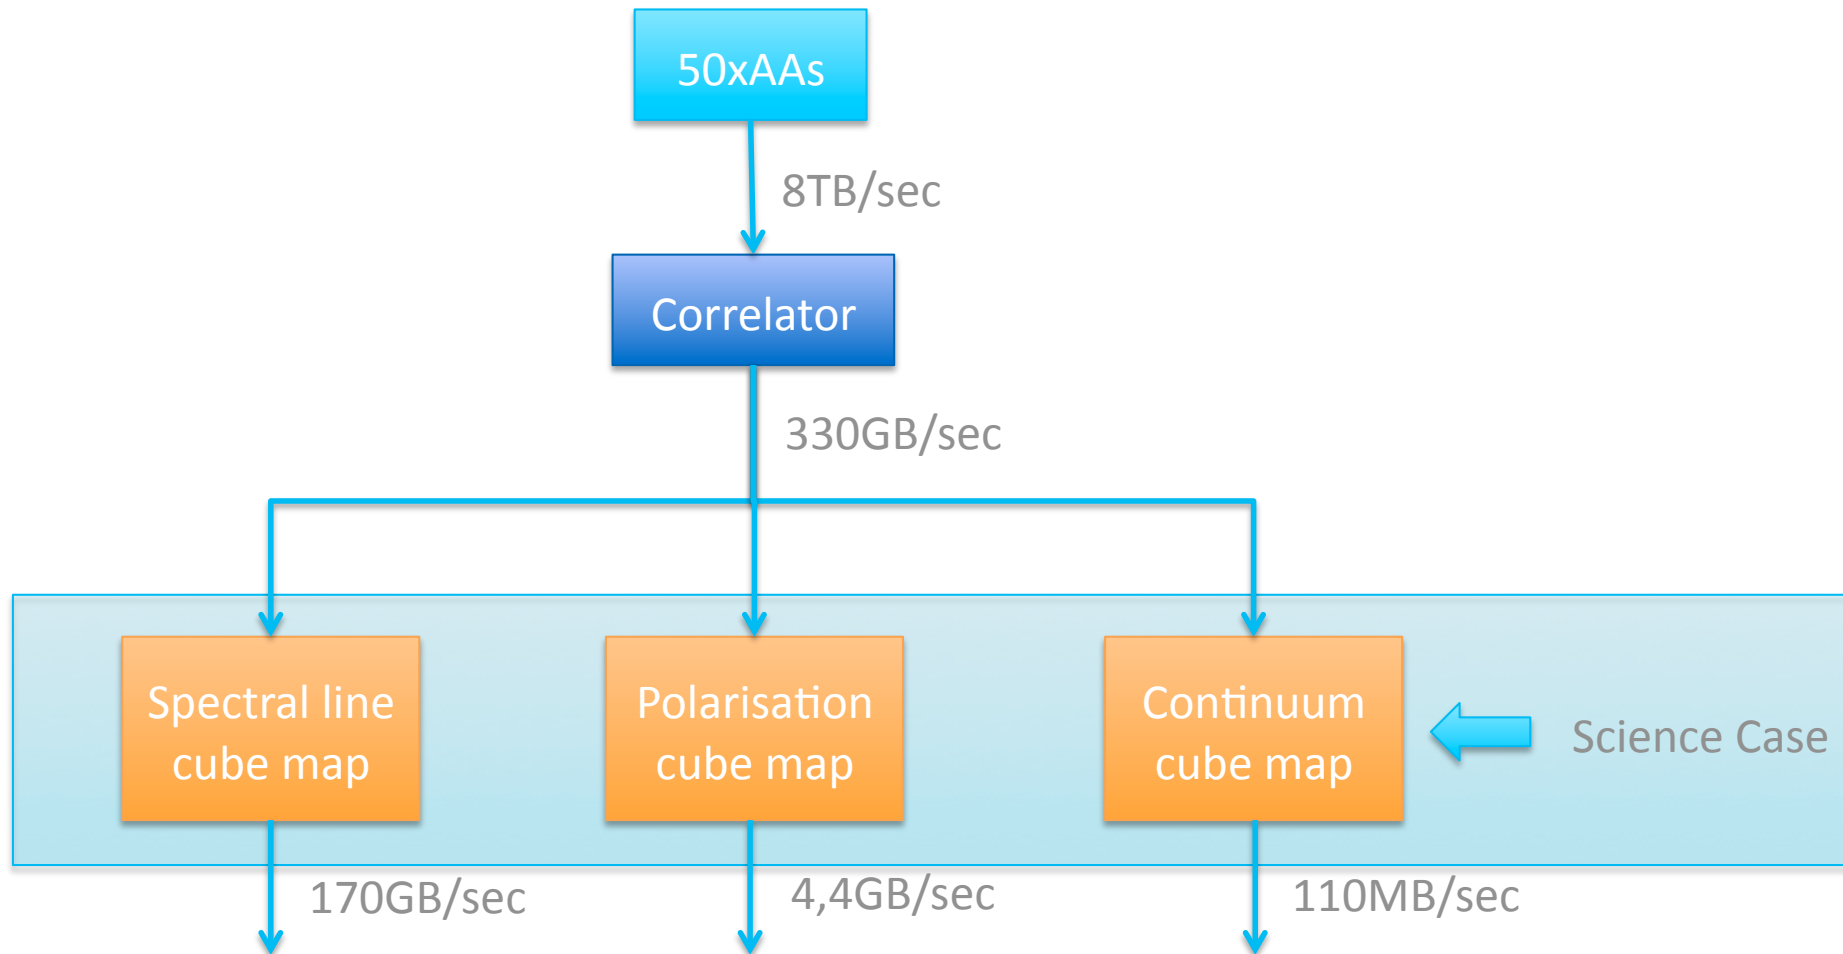 50xAAs
8TB/sec
Correlator
330GB/sec
Spectral line
cube map
Polarisation
cube map
Continuum
cube map
Science Case
170GB/sec
4,4GB/sec
110MB/sec